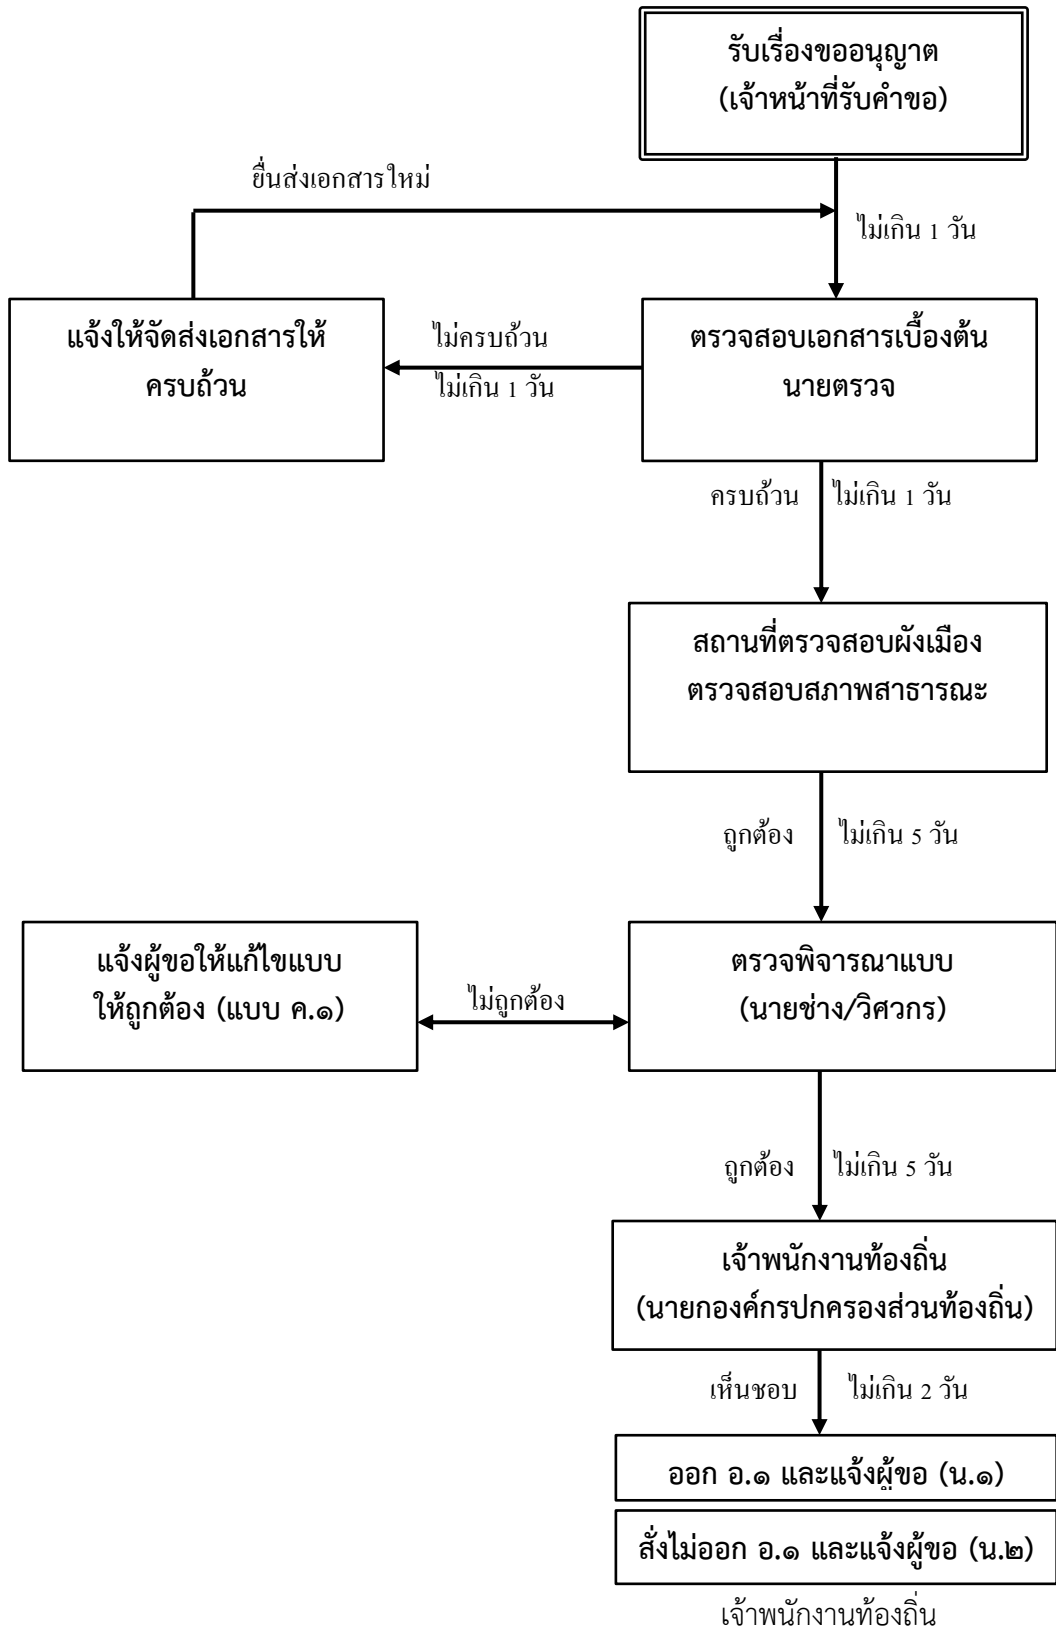 รับเรื่องขออนุญาต
(เจ้าหน้าที่รับคำขอ)
ยื่นส่งเอกสารใหม่
ไม่เกิน 1 วัน
แจ้งให้จัดส่งเอกสารให้
ครบถ้วน
ไม่ครบถ้วน
ไม่เกิน 1 วัน
ตรวจสอบเอกสารเบื้องต้น
นายตรวจ
ครบถ้วน ไม่เกิน 1 วัน
สถานที่ตรวจสอบผังเมือง
ตรวจสอบสภาพสาธารณะ
ถูกต้อง ไม่เกิน 5 วัน
แจ้งผู้ขอให้แก้ไขแบบ
ให้ถูกต้อง (แบบ ค.๑)
ไม่ถูกต้อง
ตรวจพิจารณาแบบ
(นายช่าง/วิศวกร)
ถูกต้อง ไม่เกิน 5 วัน
เจ้าพนักงานท้องถิ่น
(นายกองค์กรปกครองส่วนท้องถิ่น)
เห็นชอบ ไม่เกิน 2 วัน
ออก อ.๑ และแจ้งผู้ขอ (น.๑)
สั่งไม่ออก อ.๑ และแจ้งผู้ขอ (น.๒)
เจ้าพนักงานท้องถิ่น